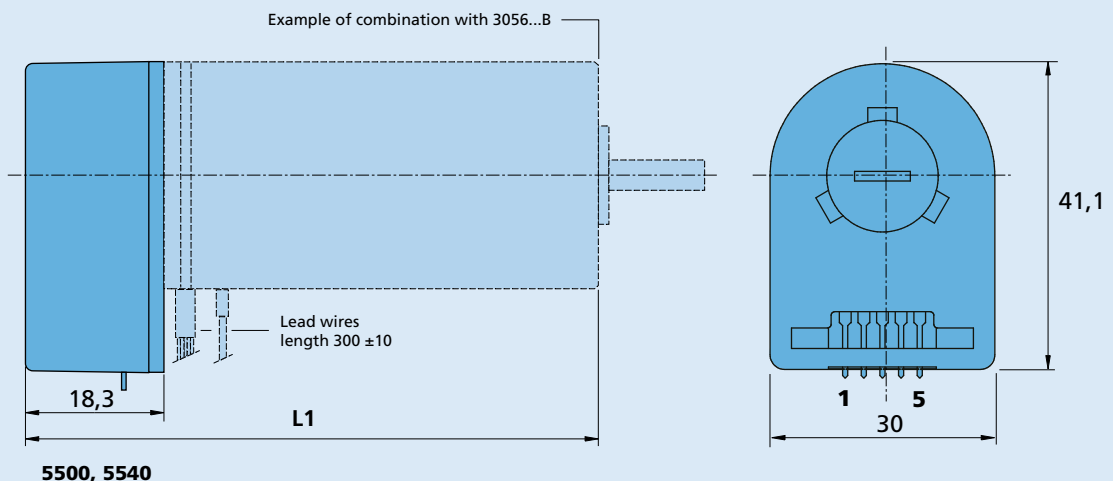 Example of combination with 3056...B
Lead wires
length 300 ±10
41,1
18,3
L1
1
5
30
5500, 5540